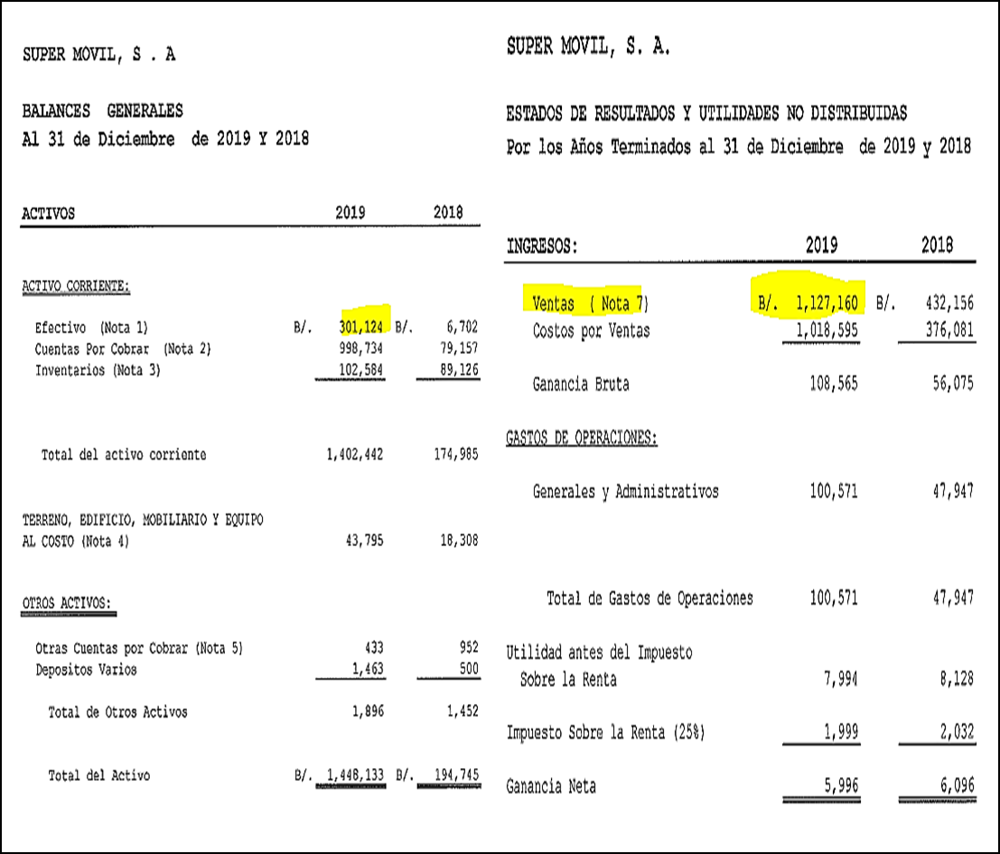 SUPER MOVIL, S . A
BALANCES GENERALES
Al 31 de Diciembre de 2019 Y 2018
ACTIVOS 2019 2018
ACTIVO CORRIENTE:
Efectivo (Nota 1) B/. 301,124 B/. 6,702
Cuentas Por Cobrar (Nota 2) 998,734 79,157
Inventarios (Nota 3) 102,584 89,126
Total del activo corriente 1,402,442 174,985
TERRENO, EDIFICIO, MOBILIARIO Y EQUIPO
AL COSTO (Nota 4) 43,795 18,308
OTROS ACTIVOS:
Otras Cuentas por Cobrar (Nota 5) 433 952
Depositos Varios 1,463 500
Total de Otros Activos 1,896 1,452
Total del Activo B/. 1,448,133 B/. 194,745
SUPER MOVIL, S. A.
ESTADOS DE RESULTADOS Y UTILIDADES NO DISTRIBUIDAS
Por los Años Terminados al 31 de Diciembre de 2019 y 2018
INGRESOS: 2019 2018
Ventas ( Nota 7) B/. 1,127,160 B/. 432,156
Costos por Ventas 1,018,595 376,081
Ganancia Bruta 108,565 56,075
GASTOS DE OPERACIONES:
Generales y Administrativos 100,571 47,947
Total de Gastos de Operaciones 100,571 47,947
Utilidad antes del Impuesto
Sobre la Renta 7,994 8,128
Impuesto Sobre la Renta (25%) 1,999 2,032
Ganancia Neta 5,996 6,096